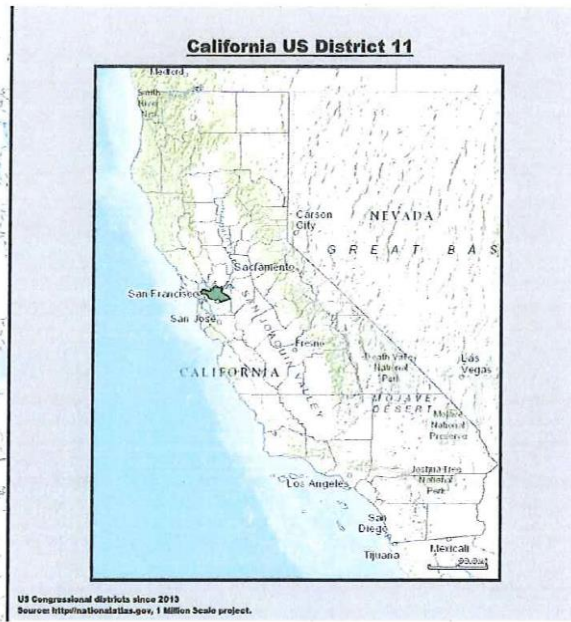 California US District 11
Medford
Smith
River
Carson
City
NEVADA
GREAT BAS
Sacramento
San Francisco
San Jose
SAN JOAQUIN VALLEY
Fresno
Death Valley
National
Park
Las
Vegas
CALIFORNIA
MOJAVE
DESERT
Mojave
National
Preserve
Joshua Tree
National
Park
Los Angeles
San
Diego
Tijuana
Mexicali
US Congressional districts since 2013
Source: http//nationalatlas.gov, 1 Million Scale project.